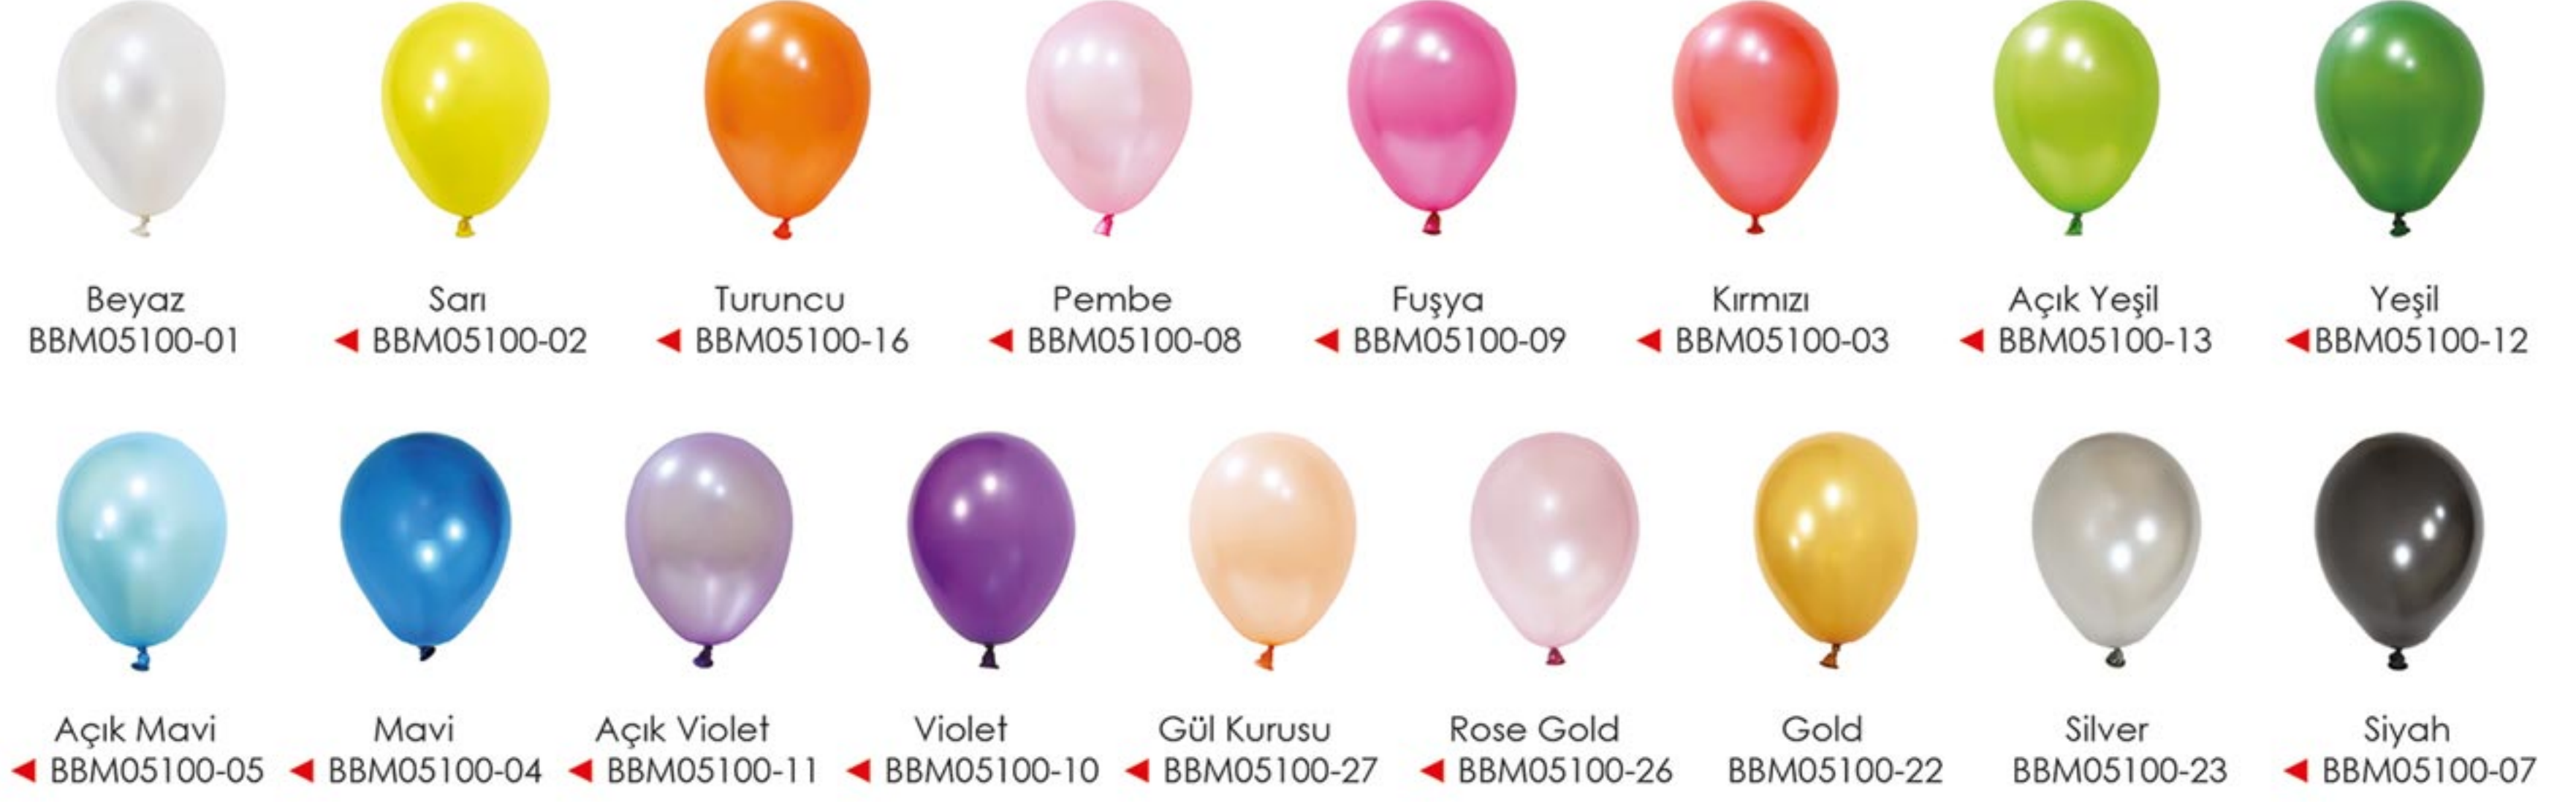 Beyaz
BBM05100-01
Sarı
BBM05100-02
Turuncu
BBM05100-16
Pembe
BBM05100-08
Fuşya
BBM05100-09
Kırmızı
BBM05100-03
Açık Yeşil
BBM05100-13
Yeşil
BBM05100-12
Açık Mavi
BBM05100-05
Mavi
BBM05100-04
Açık Violet
BBM05100-11
Violet
BBM05100-10
Gül Kurusu
BBM05100-27
Rose Gold
BBM05100-26
Gold
BBM05100-22
Silver
BBM05100-23
Siyah
BBM05100-07